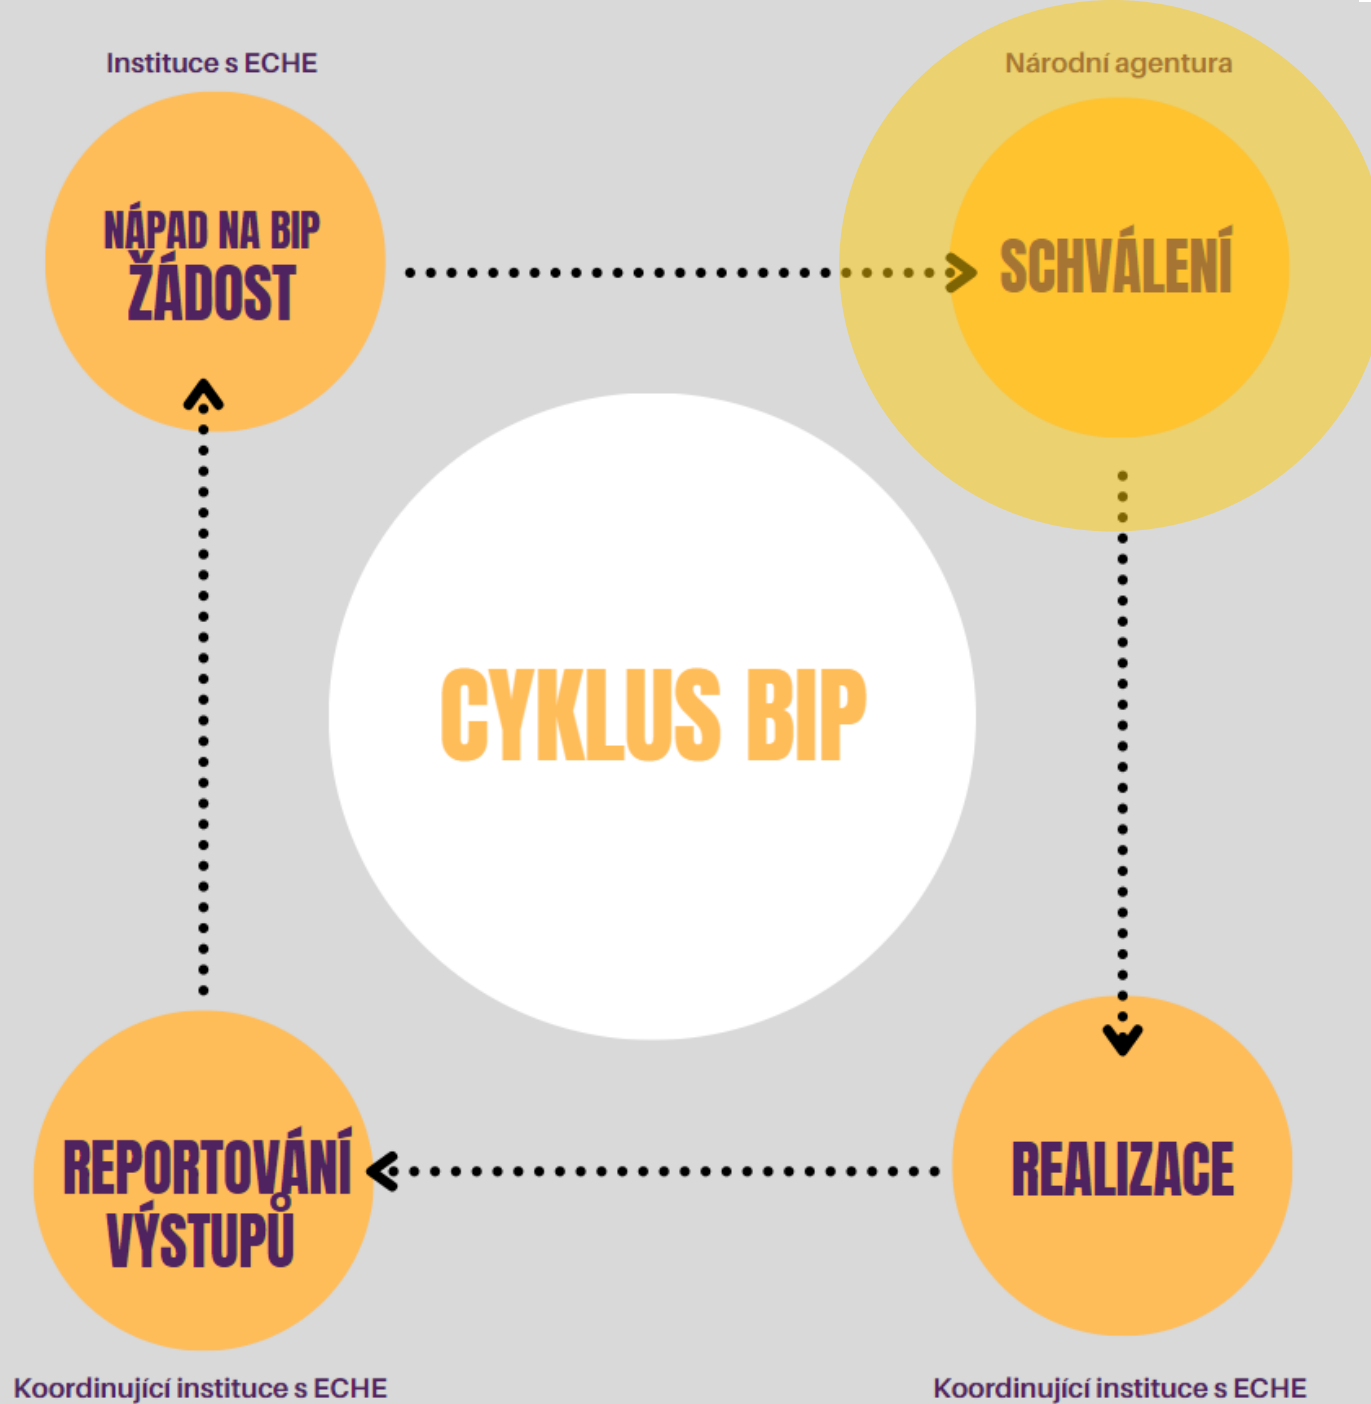 Instituce s ECHE
Národní agentura
NÁPAD NA BIP
ŽÁDOST
SCHVÁLENÍ
CYKLUS BIP
REPORTOVÁNÍ
VÝSTUPŮ
REALIZACE
Koordinující instituce s ECHE
Koordinující instituce s ECHE